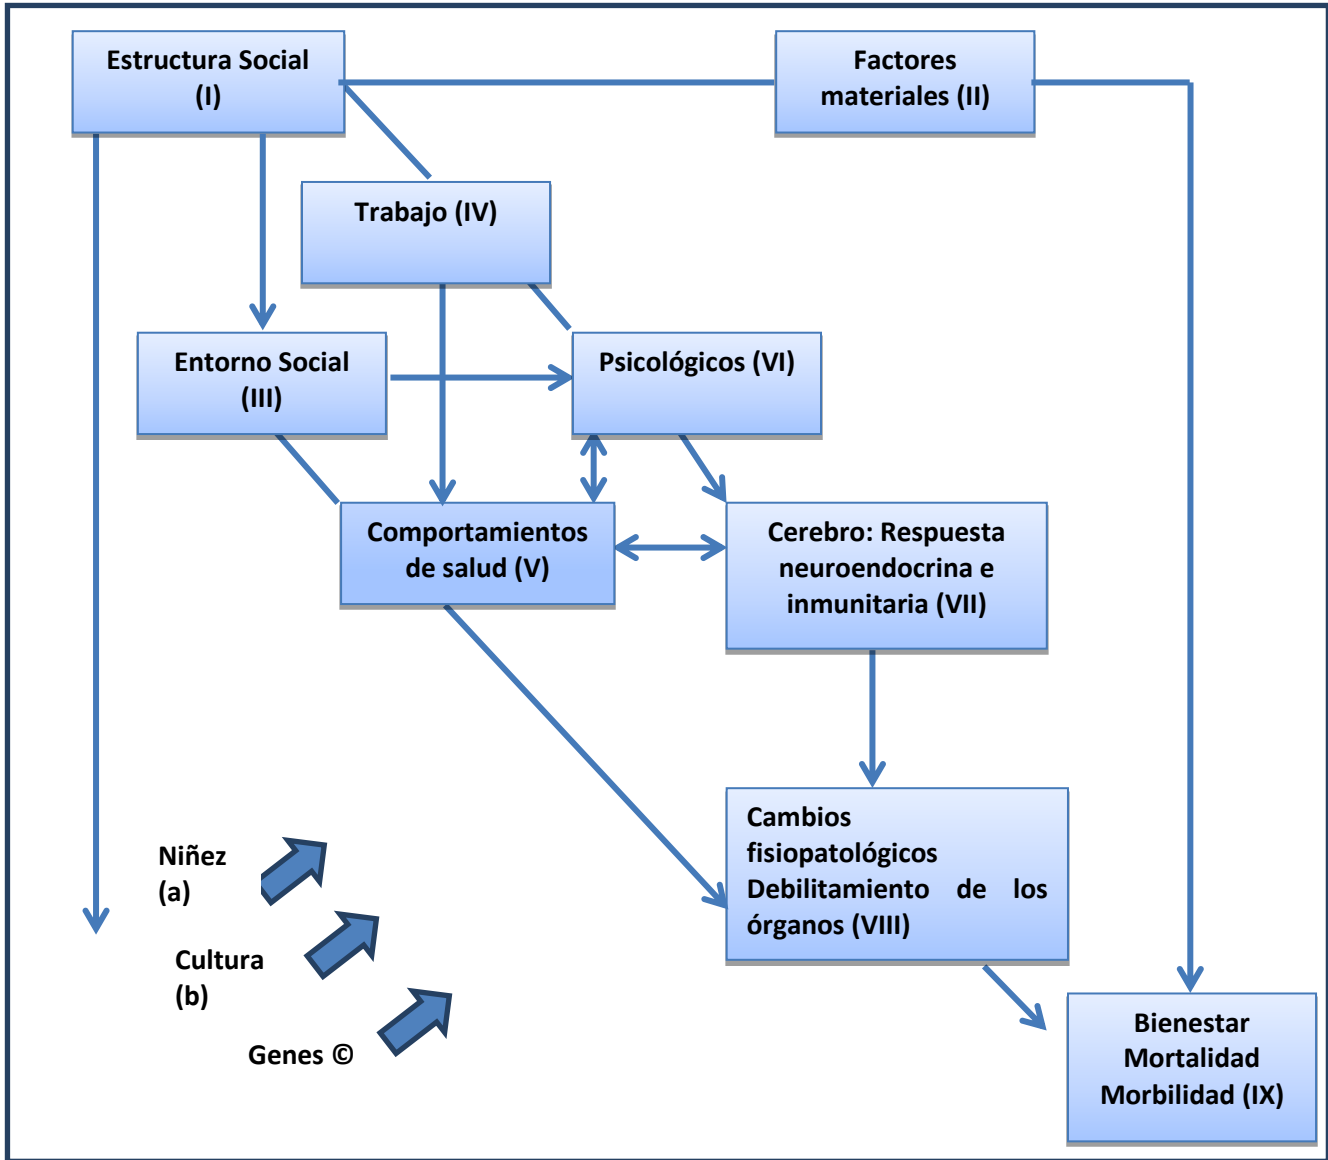 Estructura Social
(I)
Factores
materiales (II)
Trabajo (IV)
Entorno Social
(III)
Psicológicos (VI)
Comportamientos
de salud (V)
Cerebro: Respuesta
neuroendocrina e
inmunitaria (VII)
Cambios
fisiopatológicos
Debilitamiento de los
órganos (VIII)
Niñez
(a)
Cultura
(b)
Genes ©
Bienestar
Mortalidad
Morbilidad (IX)